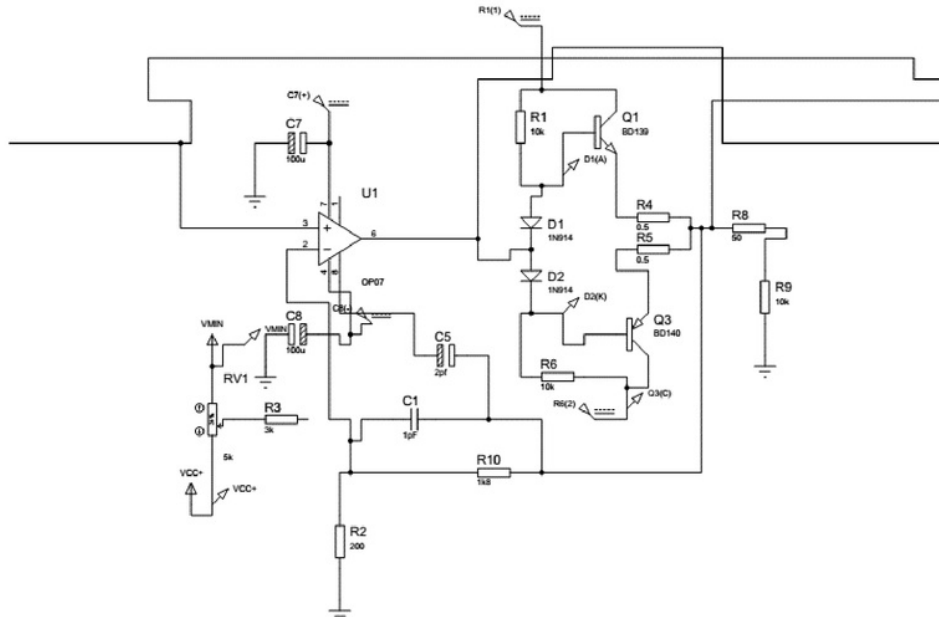 R1(1)
C7(+)
C7
100u
R1
10k
Q1
BD139
D1(A)
U1
7
1
3
2
6
4
8
OP07
D1
1N914
R4
0.5
R5
0.5
R8
50
D2
1N914
D2(K)
Q3
BD140
R9
10k
C8(-)
C8
100u
VMIN
VMIN
C5
2pf
R6
10k
R6(2)
Q3(C)
RV1
R3
3k
5k
C1
1pF
VCC+
VCC+
R10
1k8
R2
200